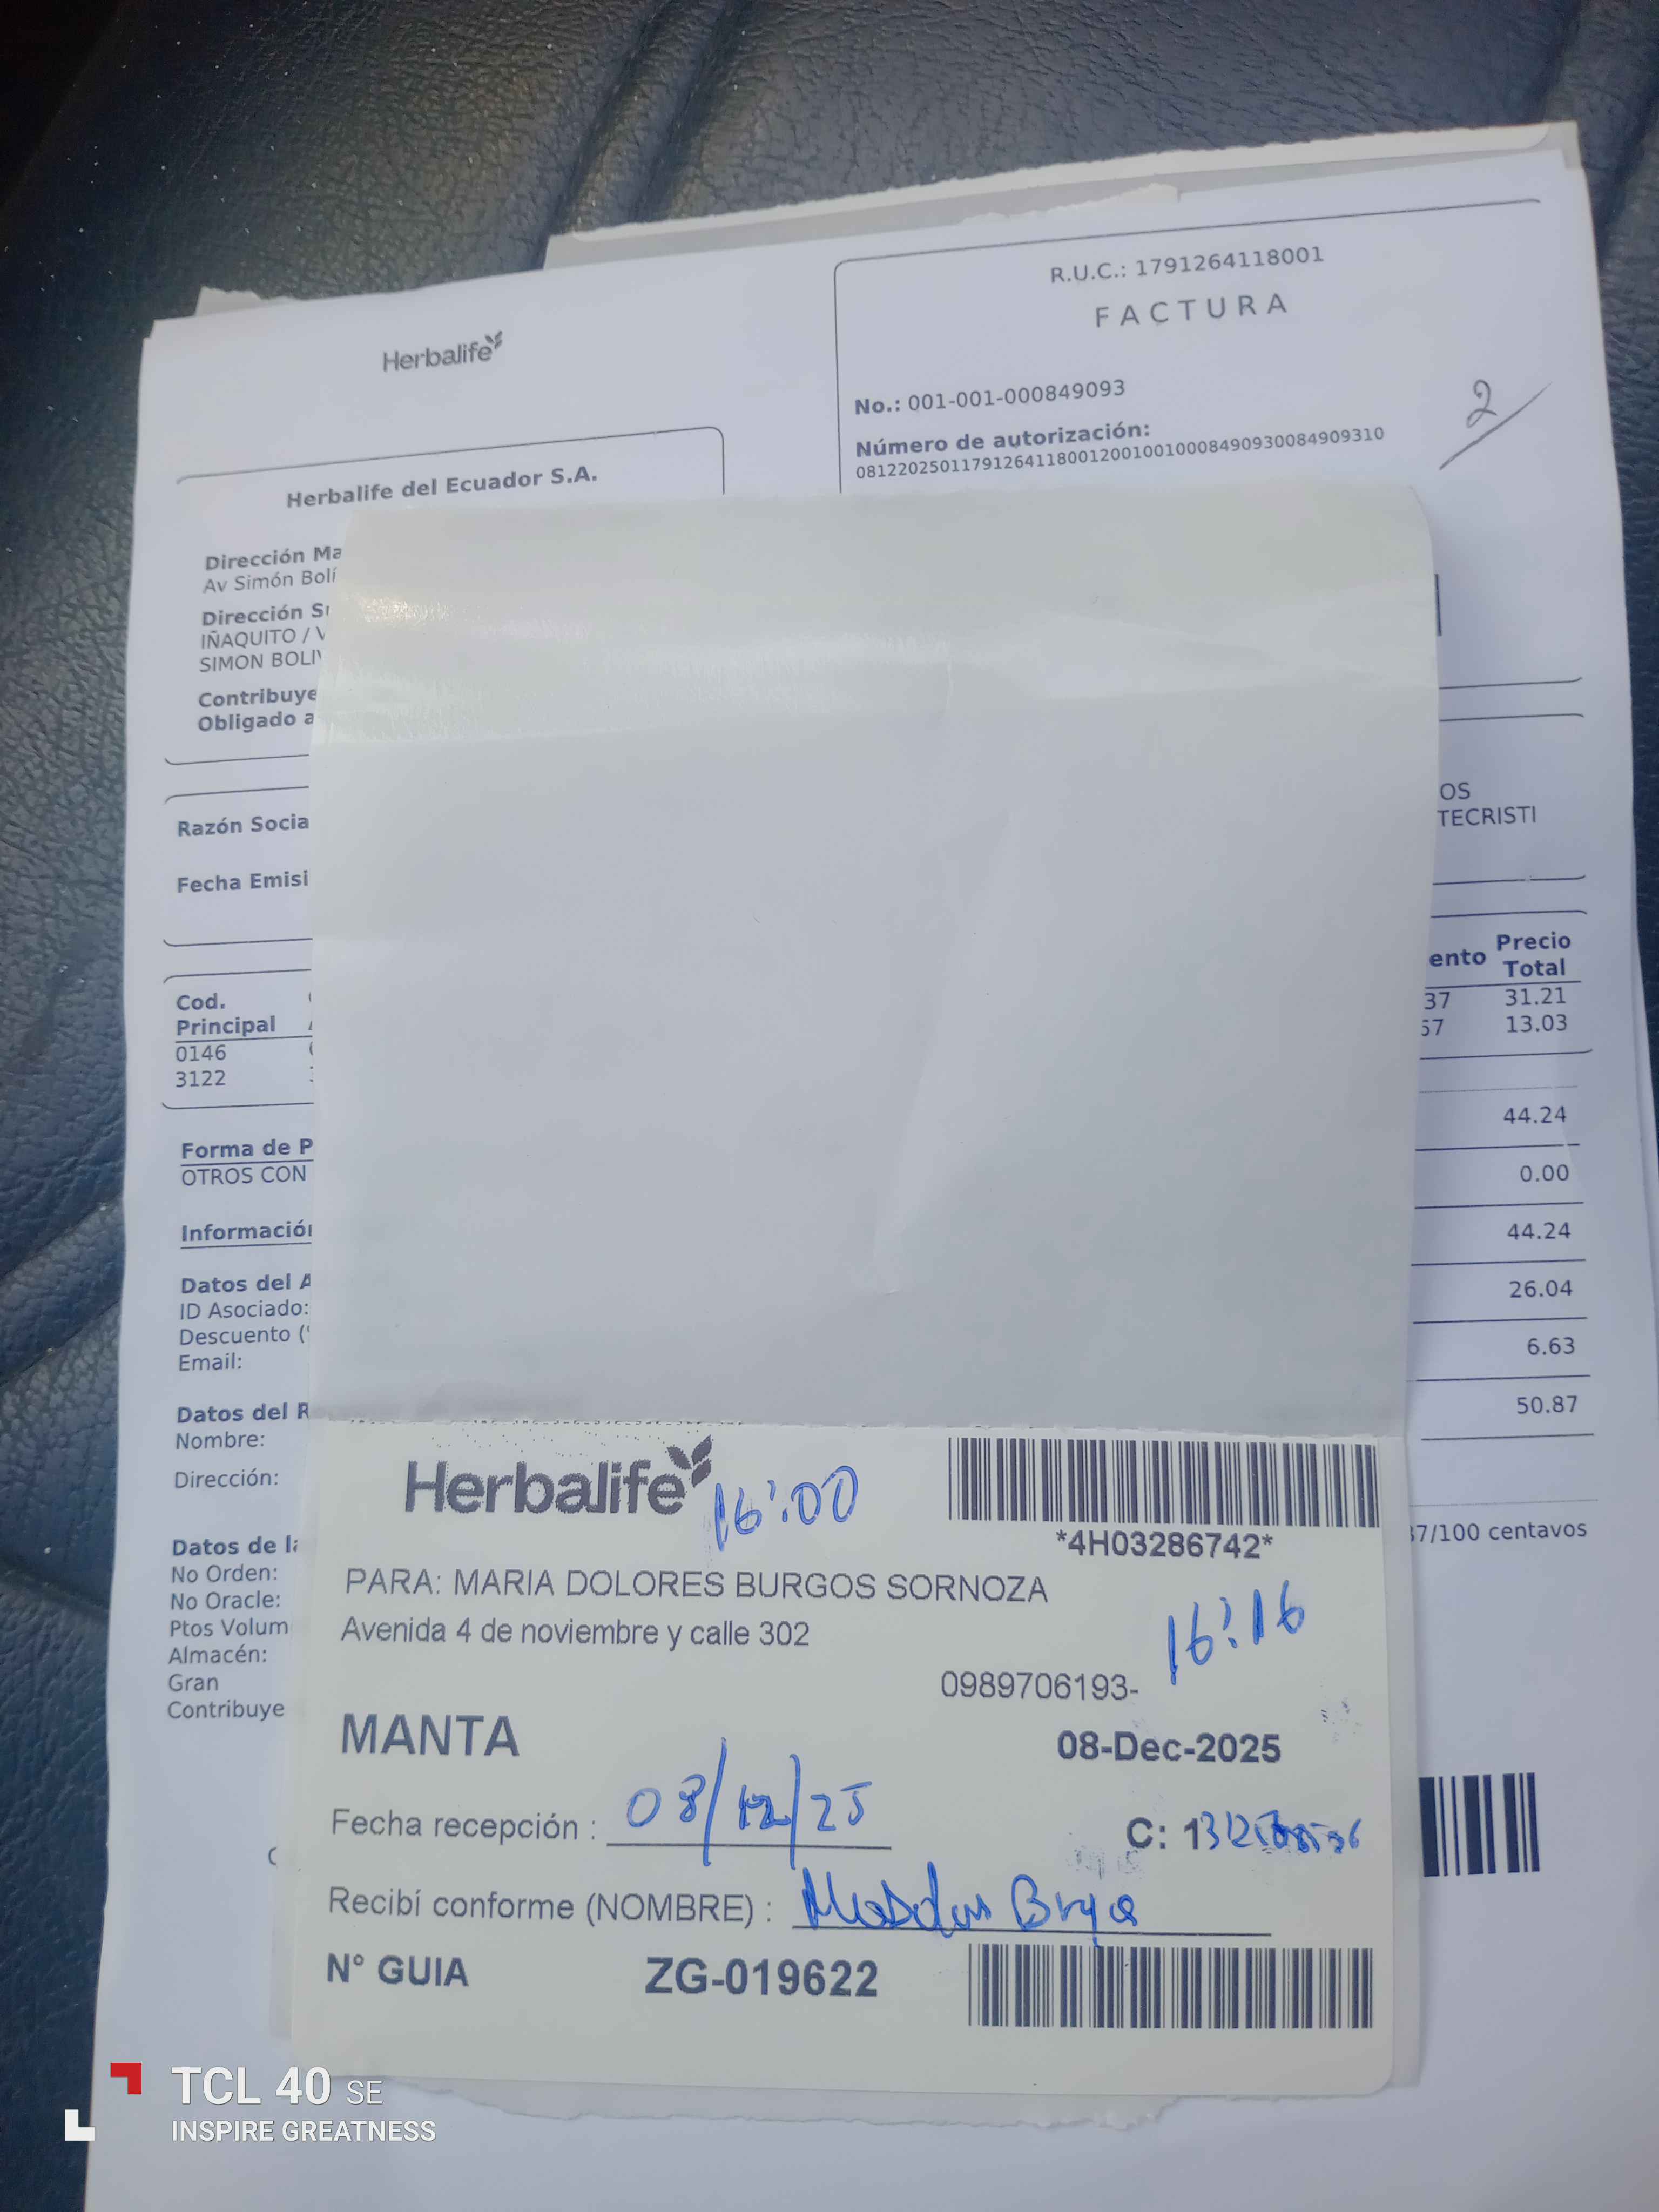 R.U.C.: 1791264118001
FACTURA
Herbalife
No.: 001-001-000849093
2
Número de autorización:
0812202501179126411800120010010008490930084909310
Herbalife del Ecuador S.A.
Dirección Ma
Av Simón Bolí
Dirección S
IÑAQUITO / V
SIMON BOLIV
Contribuye
Obligado a
OS
TECRISTI
Razón Socia
Fecha Emisi
ento Precio Total
Cod. Principal
37 31.21
57 13.03
0146
3122
44.24
Forma de P
OTROS CON
0.00
Informació
44.24
Datos del A
ID Asociado:
26.04
Descuento (
Email:
6.63
Datos del R
50.87
Nombre:
Dirección:
37/100 centavos
Datos de la
No Orden:
No Oracle:
Ptos Volum
Almacén:
Gran
Contribuye
Herbalife 16:00
*4H03286742*
PARA: MARIA DOLORES BURGOS SORNOZA
Avenida 4 de noviembre y calle 302
16:16
0989706193-
MANTA
08-Dec-2025
Fecha recepción : 08/12/25
C: 1
Recibí conforme (NOMBRE) :
N° GUIA ZG-019622
TCL 40 SE
INSPIRE GREATNESS